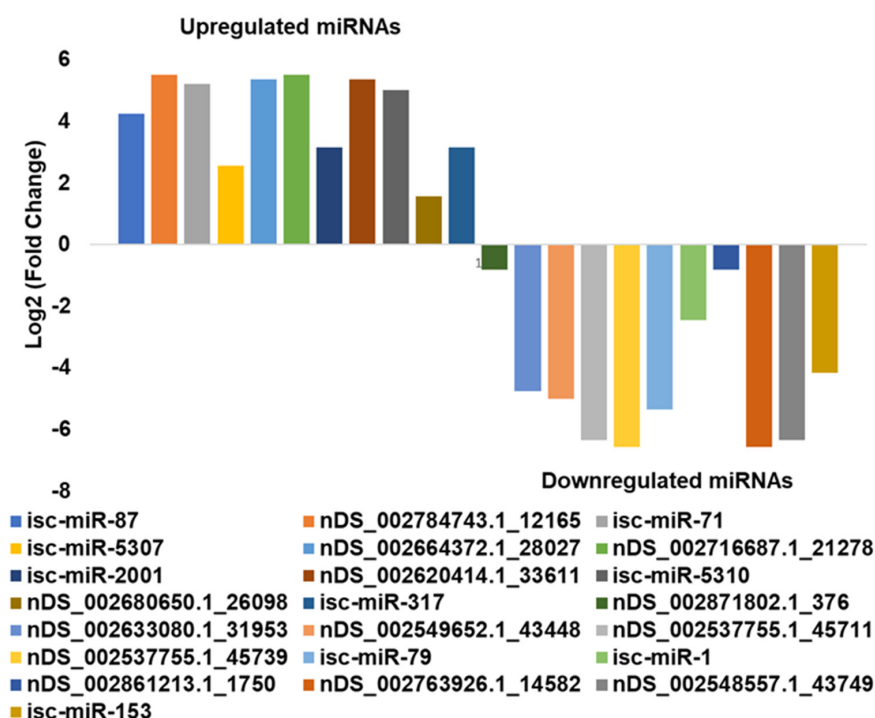 Upregulated miRNAs
6
4
2
0
-2
-4
-6
-8
Log2 (Fold Change)
1
Downregulated miRNAs
isc-miR-87 nDS_002784743.1_12165 isc-miR-71
isc-miR-5307 nDS_002664372.1_28027 nDS_002716687.1_21278
isc-miR-2001 nDS_002620414.1_33611 isc-miR-5310
nDS_002680650.1_26098 isc-miR-317 nDS_002871802.1_376
nDS_002633080.1_31953 nDS_002549652.1_43448 nDS_002537755.1_45711
nDS_002537755.1_45739 isc-miR-79 isc-miR-1
nDS_002861213.1_1750 nDS_002763926.1_14582 nDS_002548557.1_43749
isc-miR-153